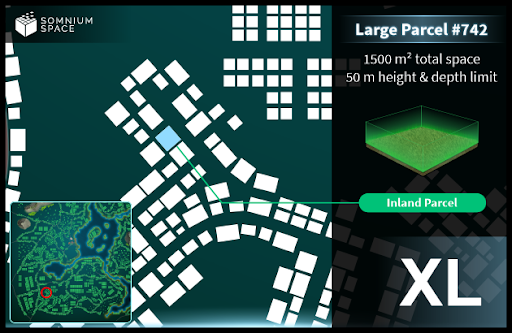 SOMNIUM
SPACE
Large Parcel #742
1500 m² total space
50 m height & depth limit
Inland Parcel
XL